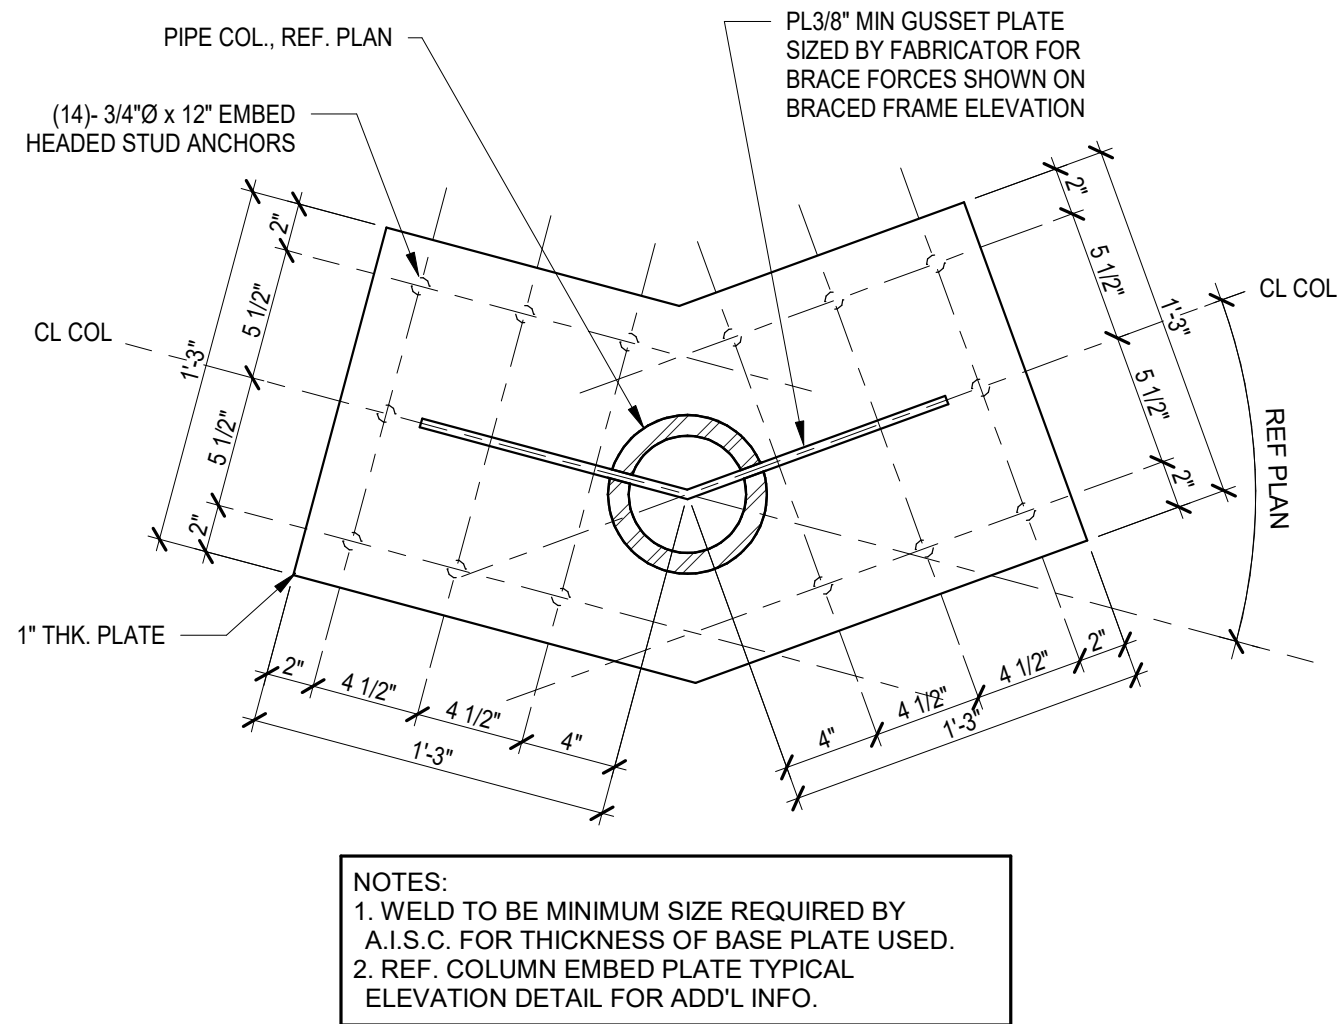 PIPE COL., REF. PLAN
PL3/8" MIN GUSSET PLATE
SIZED BY FABRICATOR FOR
BRACE FORCES SHOWN ON
BRACED FRAME ELEVATION
(14)- 3/4"Ø x 12" EMBED
HEADED STUD ANCHORS
2"
5 1/2"
1'-3"
5 1/2"
2"
CL COL
2"
5 1/2"
1'-3"
5 1/2"
2"
CL COL
REF PLAN
1" THK. PLATE
2"
4 1/2"
4 1/2"
4"
1'-3"
4"
4 1/2"
4 1/2"
2"
1'-3"
NOTES:
1. WELD TO BE MINIMUM SIZE REQUIRED BY
A.I.S.C. FOR THICKNESS OF BASE PLATE USED.
2. REF. COLUMN EMBED PLATE TYPICAL
ELEVATION DETAIL FOR ADD'L INFO.